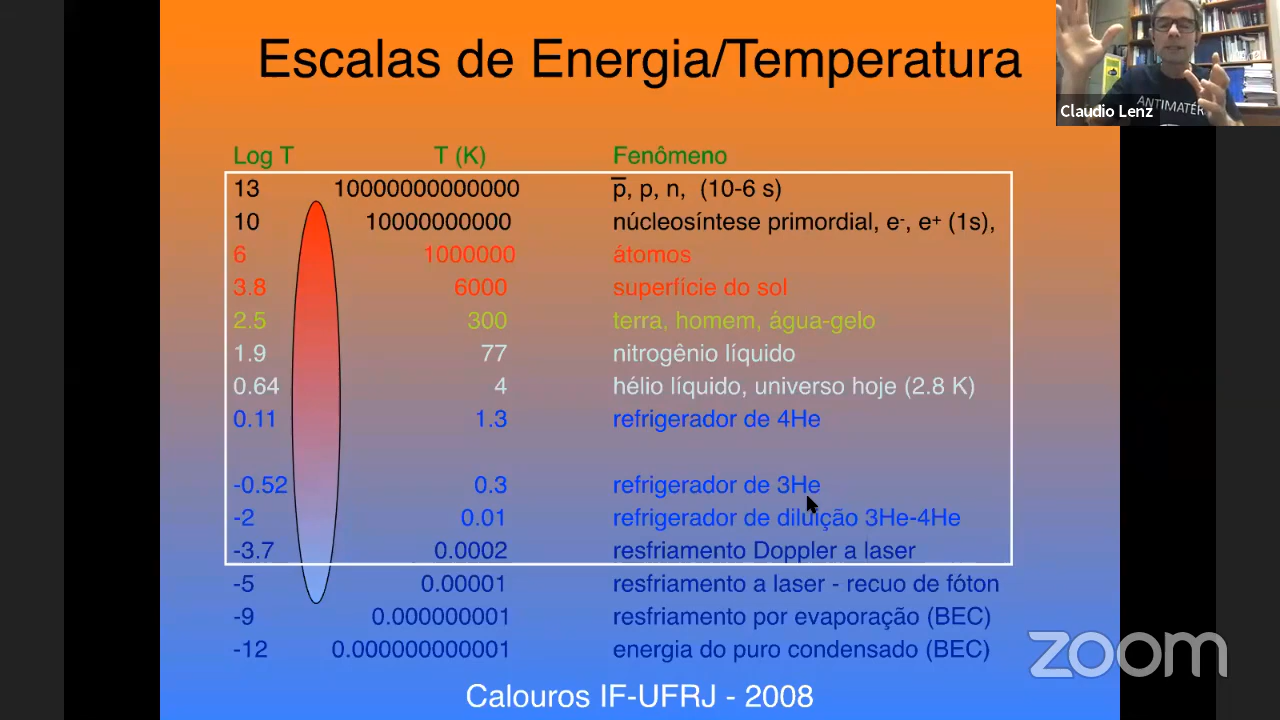 Escalas de Energia/Temperatura
Claudio Lenz
ANTIMATÉR
Log T T (K) Fenômeno
13 10000000000000 p̅, p, n, (10-6 s)
10 10000000000 núcleosíntese primordial, e-, e+ (1s),
6 1000000 átomos
3.8 6000 superfície do sol
2.5 300 terra, homem, água-gelo
1.9 77 nitrogênio líquido
0.64 4 hélio líquido, universo hoje (2.8 K)
0.11 1.3 refrigerador de 4He
-0.52 0.3 refrigerador de 3He
-2 0.01 refrigerador de diluição 3He-4He
-3.7 0.0002 resfriamento Doppler a laser
-5 0.00001 resfriamento a laser - recuo de fóton
-9 0.000000001 resfriamento por evaporação (BEC)
-12 0.000000000001 energia do puro condensado (BEC)
zoom
Calouros IF-UFRJ - 2008